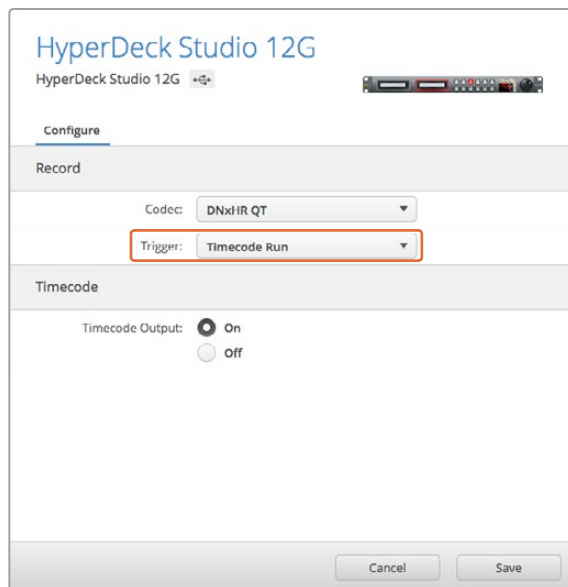 HyperDeck Studio 12G
HyperDeck Studio 12G
Configure
Record
Codec: DNxHR QT
Trigger: Timecode Run
Timecode
Timecode Output: On
Off
Cancel Save